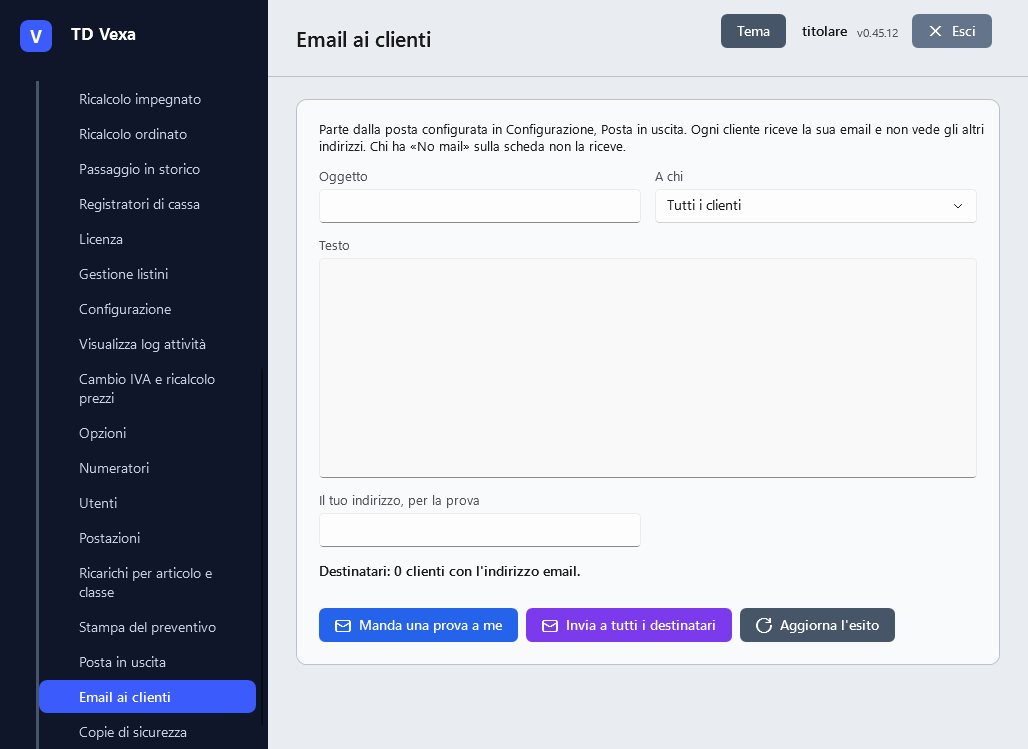 V TD Vexa
Ricalcolo impegnato
Ricalcolo ordinato
Passaggio in storico
Registratori di cassa
Licenza
Gestione listini
Configurazione
Visualizza log attività
Cambio IVA e ricalcolo
prezzi
Opzioni
Numeratori
Utenti
Postazioni
Ricarichi per articolo e
classe
Stampa del preventivo
Posta in uscita
Email ai clienti
Copie di sicurezza
Email ai clienti
Tema titolare v0.45.12 Esci
Parte dalla posta configurata in Configurazione, Posta in uscita. Ogni cliente riceve la sua email e non vede gli altri
indirizzi. Chi ha «No mail» sulla scheda non la riceve.
Oggetto A chi
Tutti i clienti
Testo
Il tuo indirizzo, per la prova
Destinatari: 0 clienti con l'indirizzo email.
Manda una prova a me Invia a tutti i destinatari Aggiorna l'esito